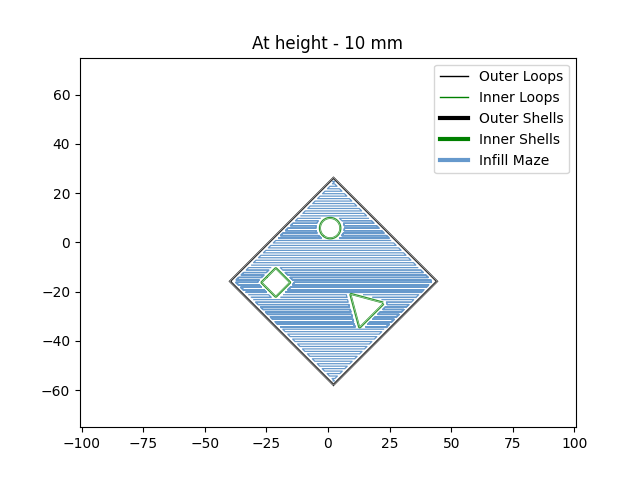 At height - 10 mm
Outer Loops
Inner Loops
Outer Shells
Inner Shells
Infill Maze
60
40
20
0
−20
−40
−60
−100
−75
−50
−25
0
25
50
75
100